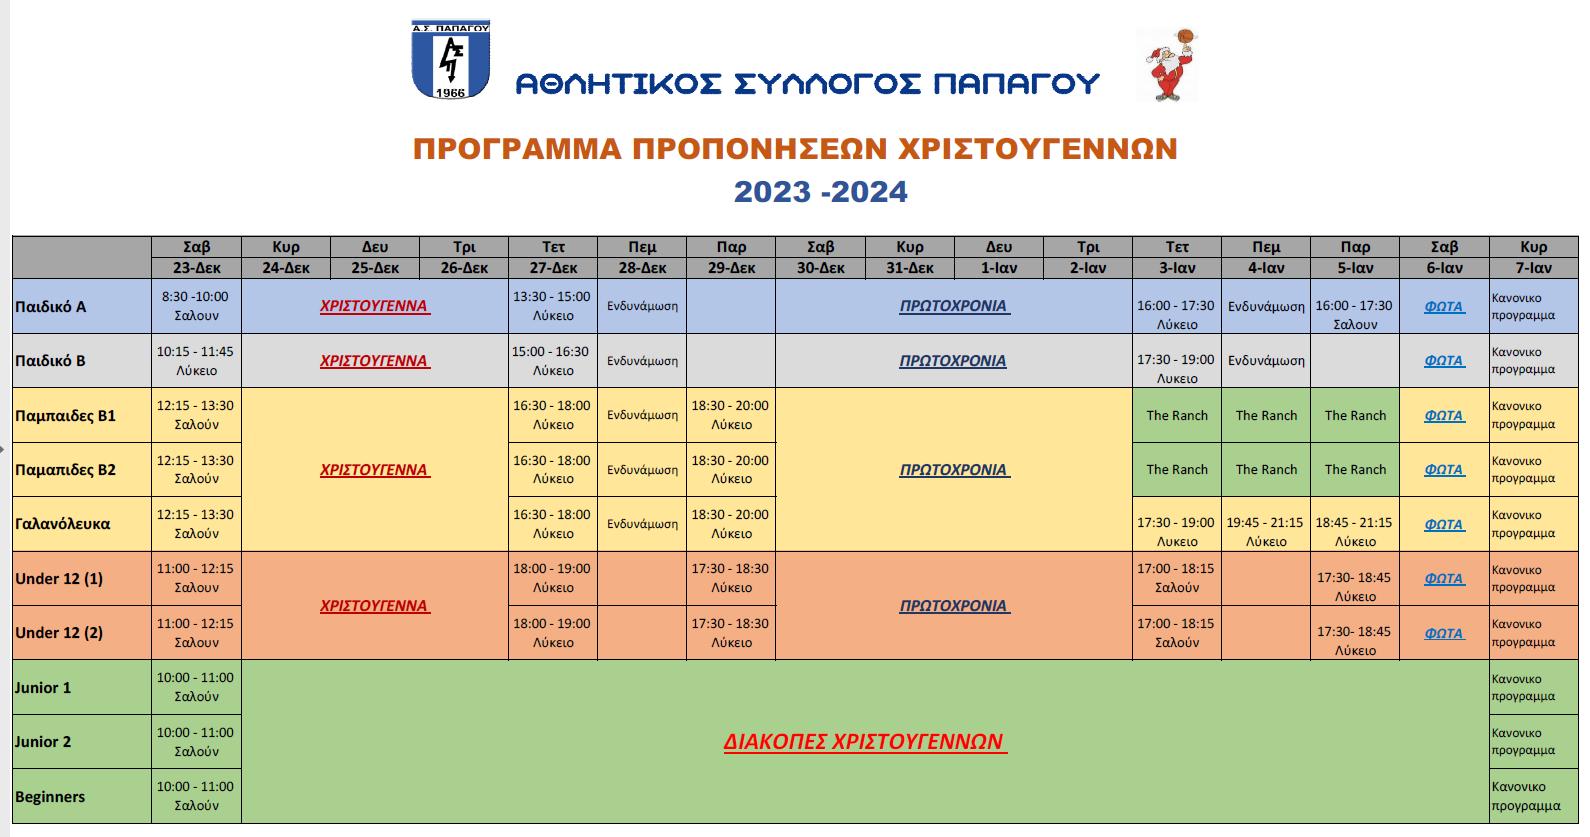 Α.Σ. ΠΑΠΑΓΟΥ
1966
ΑΘΛΗΤΙΚΟΣ ΣΥΛΛΟΓΟΣ ΠΑΠΑΓΟΥ
ΠΡΟΓΡΑΜΜΑ ΠΡΟΠΟΝΗΣΕΩΝ ΧΡΙΣΤΟΥΓΕΝΝΩΝ
2023 -2024
Σαβ Κυρ Δευ Τρι Τετ Πεμ Παρ Σαβ Κυρ Δευ Τρι Τετ Πεμ Παρ Σαβ Κυρ
23-Δεκ 24-Δεκ 25-Δεκ 26-Δεκ 27-Δεκ 28-Δεκ 29-Δεκ 30-Δεκ 31-Δεκ 1-Ιαν 2-Ιαν 3-Ιαν 4-Ιαν 5-Ιαν 6-Ιαν 7-Ιαν
Παιδικό Α 8:30 -10:00 ΧΡΙΣΤΟΥΓΕΝΝΑ 13:30 - 15:00 Ενδυνάμωση ΠΡΩΤΟΧΡΟΝΙΑ 16:00 - 17:30 Ενδυνάμωση 16:00 - 17:30 ΦΩΤΑ Κανονικο
Σαλουν Λύκειο Λύκειο Σαλουν προγραμμα
Παιδικό Β 10:15 - 11:45 ΧΡΙΣΤΟΥΓΕΝΝΑ 15:00 - 16:30 Ενδυνάμωση ΠΡΩΤΟΧΡΟΝΙΑ 17:30 - 19:00 Ενδυνάμωση ΦΩΤΑ Κανονικο
Λύκειο Λύκειο Λυκειο προγραμμα
Παμπαιδες Β1 12:15 - 13:30 16:30 - 18:00 Ενδυνάμωση 18:30 - 20:00 The Ranch The Ranch The Ranch ΦΩΤΑ Κανονικο
Σαλούν Λύκειο Λύκειο προγραμμα
Παμαπιδες Β2 12:15 - 13:30 ΧΡΙΣΤΟΥΓΕΝΝΑ 16:30 - 18:00 Ενδυνάμωση 18:30 - 20:00 ΠΡΩΤΟΧΡΟΝΙΑ The Ranch The Ranch The Ranch ΦΩΤΑ Κανονικο
Σαλούν Λύκειο Λύκειο προγραμμα
Γαλανόλευκα 12:15 - 13:30 16:30 - 18:00 Ενδυνάμωση 18:30 - 20:00 17:30 - 19:00 19:45 - 21:15 18:45 - 21:15 ΦΩΤΑ Κανονικο
Σαλούν Λύκειο Λύκειο Λυκειο Λύκειο Λύκειο προγραμμα
Under 12 (1) 11:00 - 12:15 18:00 - 19:00 17:30 - 18:30 17:00 - 18:15 17:30- 18:45 ΦΩΤΑ Κανονικο
Σαλουν Λύκειο Λύκειο Σαλούν Λύκειο προγραμμα
ΧΡΙΣΤΟΥΓΕΝΝΑ ΠΡΩΤΟΧΡΟΝΙΑ
Under 12 (2) 11:00 - 12:15 18:00 - 19:00 17:30 - 18:30 17:00 - 18:15 17:30- 18:45 ΦΩΤΑ Κανονικο
Σαλουν Λύκειο Λύκειο Σαλούν Λύκειο προγραμμα
Junior 1 10:00 - 11:00 Κανονικο
Σαλούν προγραμμα
Junior 2 10:00 - 11:00 ΔΙΑΚΟΠΕΣ ΧΡΙΣΤΟΥΓΕΝΝΩΝ Κανονικο
Σαλούν προγραμμα
Beginners 10:00 - 11:00 Κανονικο
Σαλούν προγραμμα